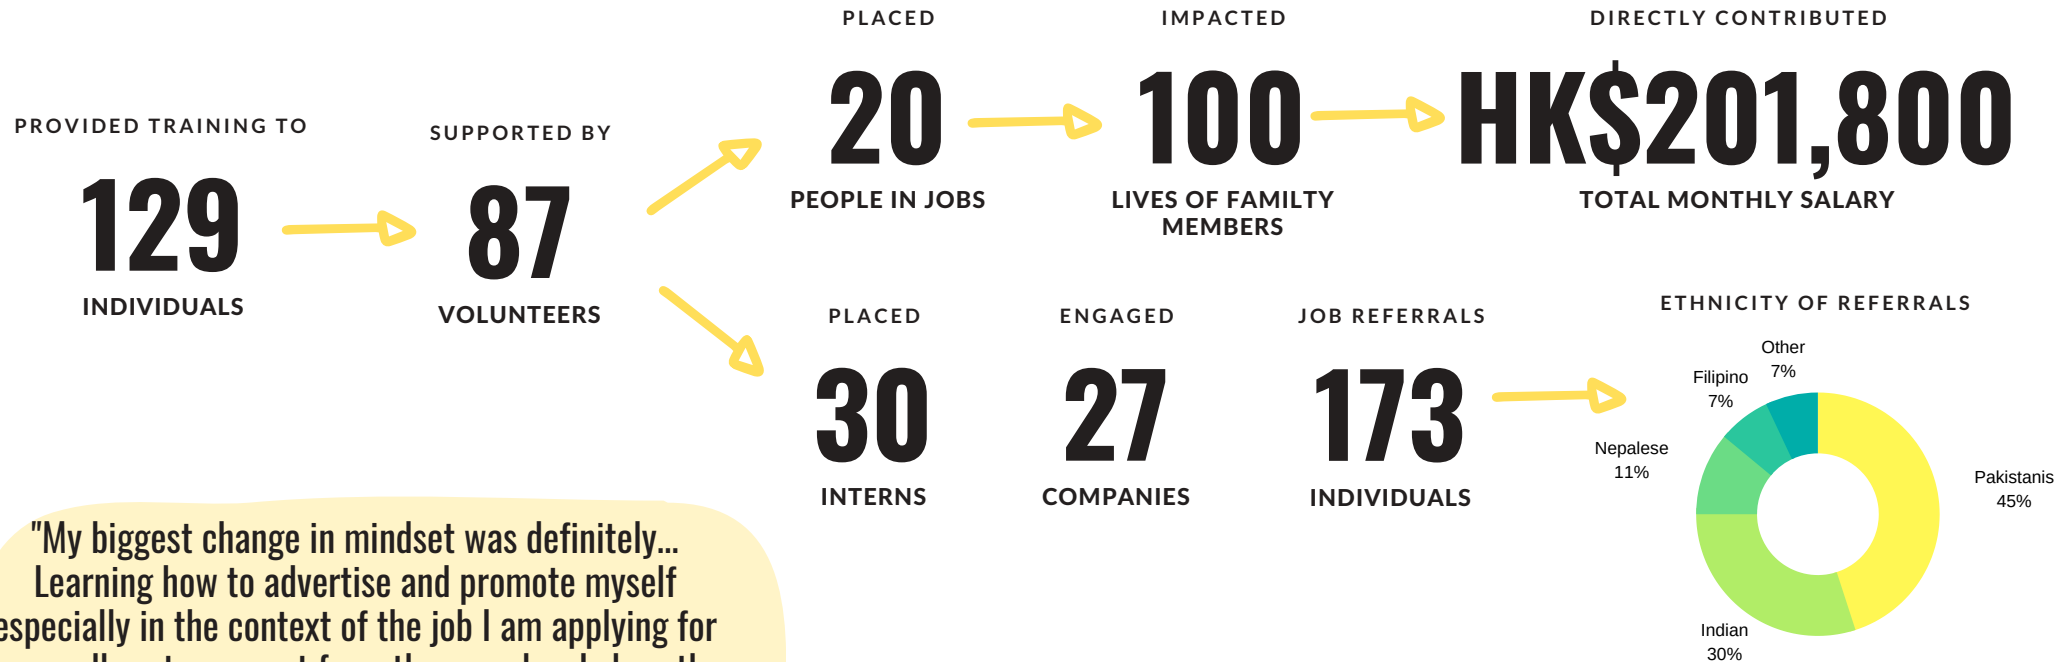 PROVIDED TRAINING TO
129
INDIVIDUALS
SUPPORTED BY
87
VOLUNTEERS
PLACED
20
PEOPLE IN JOBS
IMPACTED
100
LIVES OF FAMILTY
MEMBERS
DIRECTLY CONTRIBUTED
HK$201,800
TOTAL MONTHLY SALARY
PLACED
30
INTERNS
ENGAGED
27
COMPANIES
JOB REFERRALS
173
INDIVIDUALS
ETHNICITY OF REFERRALS
Other
7%
Filipino
7%
Nepalese
11%
Pakistanis
45%
Indian
30%
"My biggest change in mindset was definitely...
Learning how to advertise and promote myself
especially in the context of the job I am applying for